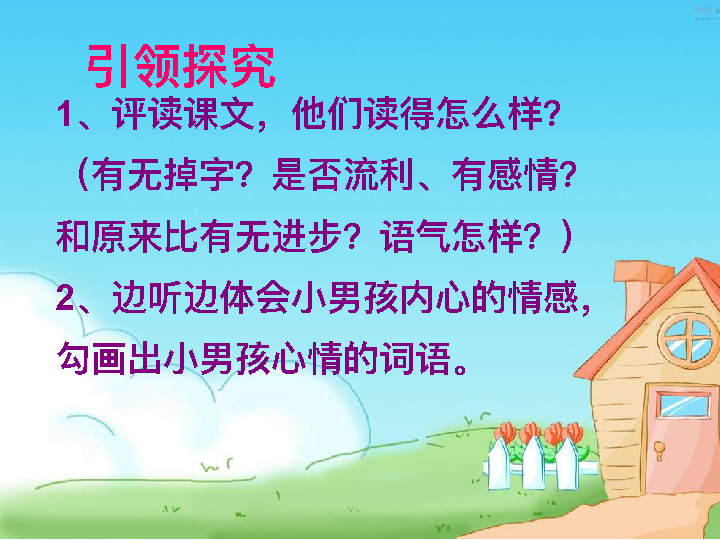 引领探究
1、评读课文，他们读得怎么样？
（有无掉字？是否流利、有感情？
和原来比有无进步？语气怎样？）
2、边听边体会小男孩内心的情感，
勾画出小男孩心情的词语。